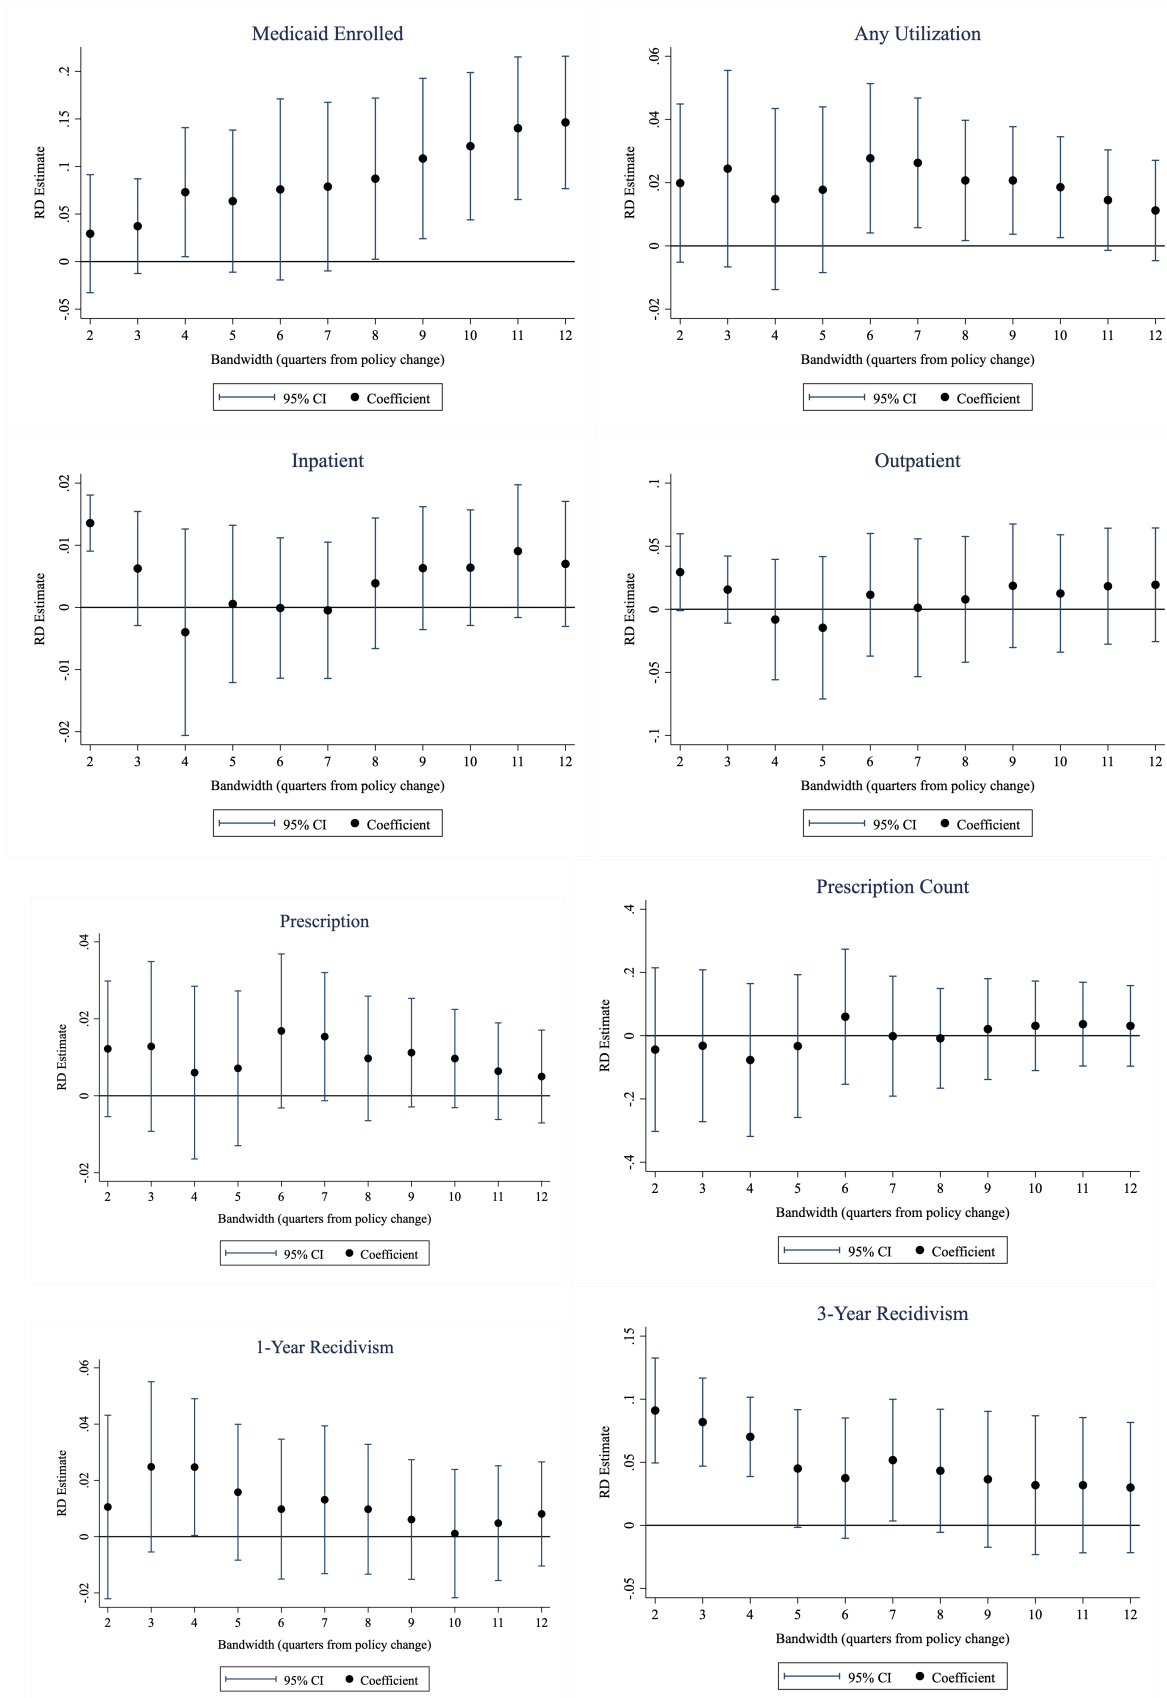 Medicaid Enrolled
RD Estimate
.2
.15
.1
.05
0
-.05
2 3 4 5 6 7 8 9 10 11 12
Bandwidth (quarters from policy change)
95% CI Coefficient
Any Utilization
RD Estimate
.06
.04
.02
0
-.02
2 3 4 5 6 7 8 9 10 11 12
Bandwidth (quarters from policy change)
95% CI Coefficient
Inpatient
RD Estimate
.02
.01
0
-.01
-.02
2 3 4 5 6 7 8 9 10 11 12
Bandwidth (quarters from policy change)
95% CI Coefficient
Outpatient
RD Estimate
.1
.05
0
-.05
-.1
2 3 4 5 6 7 8 9 10 11 12
Bandwidth (quarters from policy change)
95% CI Coefficient
Prescription
RD Estimate
.04
.02
0
-.02
2 3 4 5 6 7 8 9 10 11 12
Bandwidth (quarters from policy change)
95% CI Coefficient
Prescription Count
RD Estimate
.4
.2
0
-.2
-.4
2 3 4 5 6 7 8 9 10 11 12
Bandwidth (quarters from policy change)
95% CI Coefficient
1-Year Recidivism
RD Estimate
.06
.04
.02
0
-.02
2 3 4 5 6 7 8 9 10 11 12
Bandwidth (quarters from policy change)
95% CI Coefficient
3-Year Recidivism
RD Estimate
.15
.1
.05
0
-.05
2 3 4 5 6 7 8 9 10 11 12
Bandwidth (quarters from policy change)
95% CI Coefficient